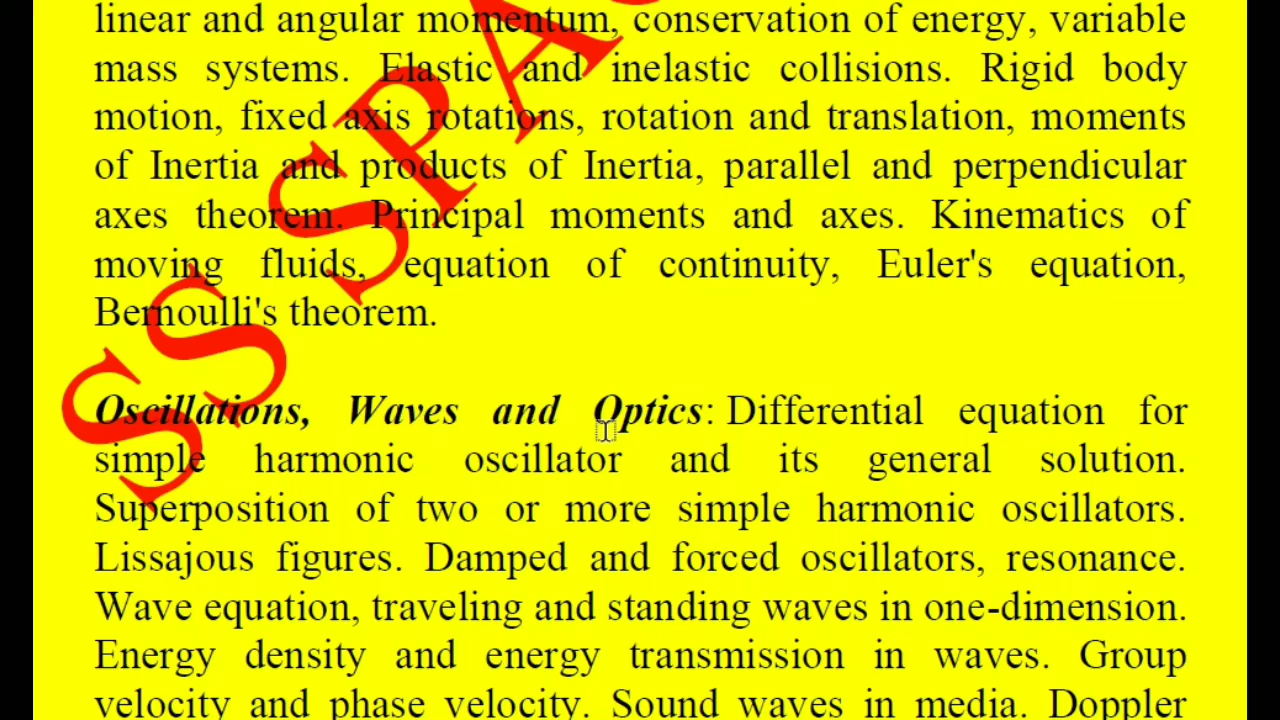 linear and angular momentum, conservation of energy, variable
mass systems. Elastic and inelastic collisions. Rigid body
motion, fixed axis rotations, rotation and translation, moments
of Inertia and products of Inertia, parallel and perpendicular
axes theorem. Principal moments and axes. Kinematics of
moving fluids, equation of continuity, Euler's equation,
Bernoulli's theorem.
Oscillations, Waves and Optics: Differential equation for
simple harmonic oscillator and its general solution.
Superposition of two or more simple harmonic oscillators.
Lissajous figures. Damped and forced oscillators, resonance.
Wave equation, traveling and standing waves in one-dimension.
Energy density and energy transmission in waves. Group
velocity and phase velocity. Sound waves in media. Doppler
SS SPA